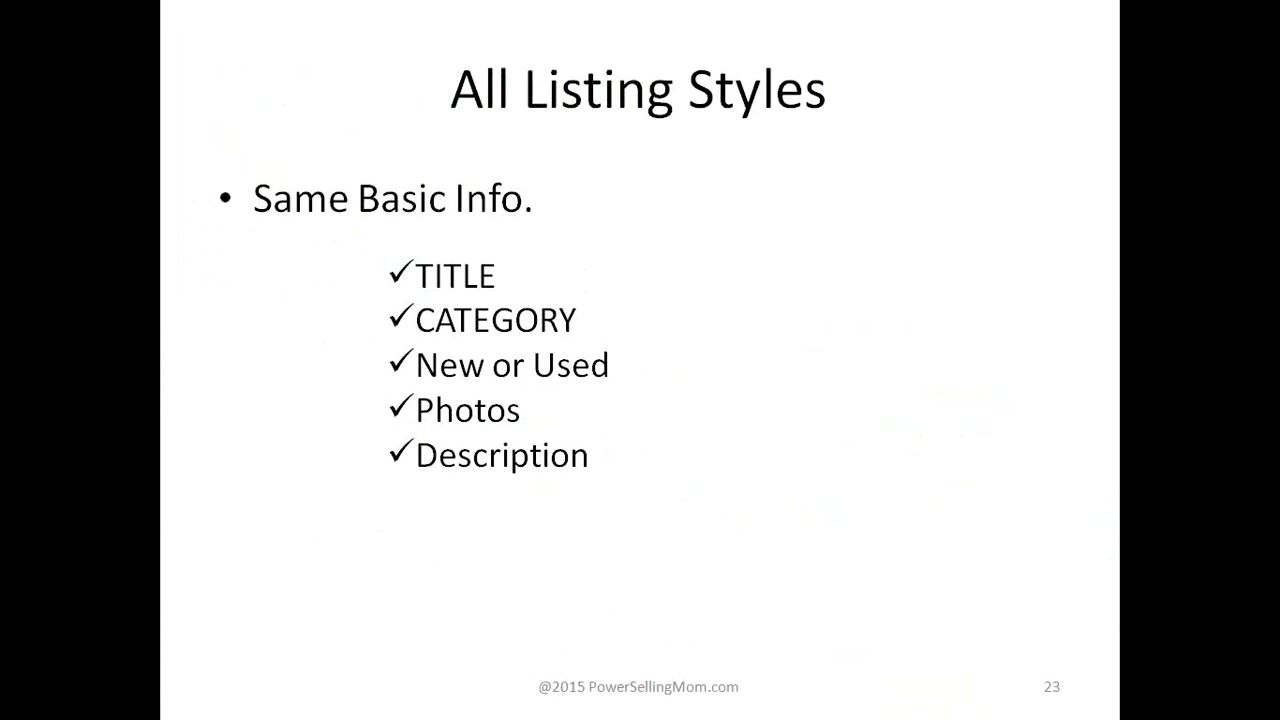 All Listing Styles
• Same Basic Info.
✓TITLE
✓CATEGORY
✓New or Used
✓Photos
✓Description
@2015 PowerSellingMom.com
23